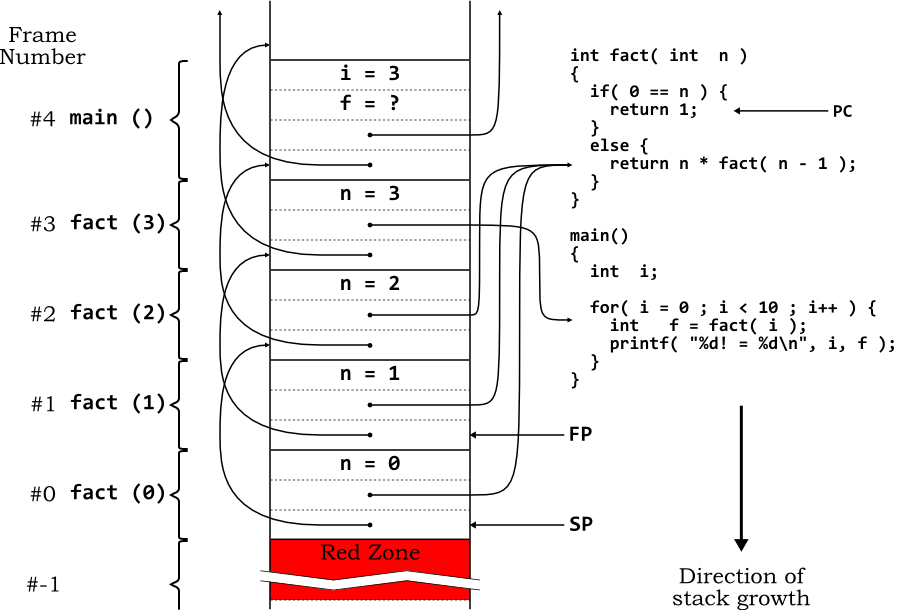 Frame
Number
#4 main ()
#3 fact (3)
#2 fact (2)
#1 fact (1)
#0 fact (0)
#-1
i = 3
f = ?
n = 3
n = 2
n = 1
n = 0
Red Zone
FP
SP
int fact( int  n )
{
  if( 0 == n ) {
    return 1;
  }
  else {
    return n * fact( n - 1 );
  }
}
PC
main()
{
  int  i;
  for( i = 0 ; i < 10 ; i++ ) {
    int   f = fact( i );
    printf( "%d! = %d\n", i, f );
  }
}
Direction of
stack growth